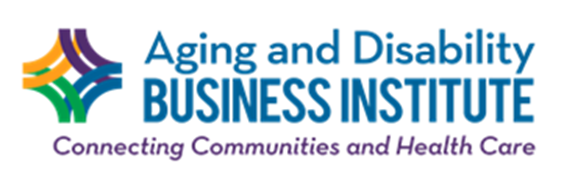 Aging and Disability
BUSINESS INSTITUTE
Connecting Communities and Health Care